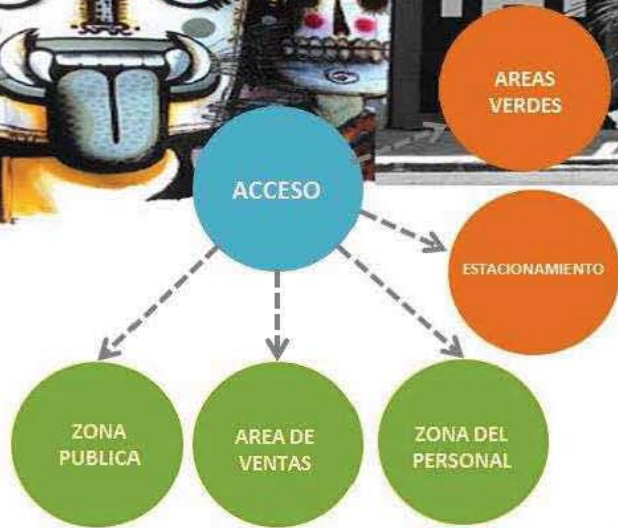 AREAS
VERDES
ACCESO
ESTACIONAMIENTO
ZONA
PUBLICA
AREA DE
VENTAS
ZONA DEL
PERSONAL